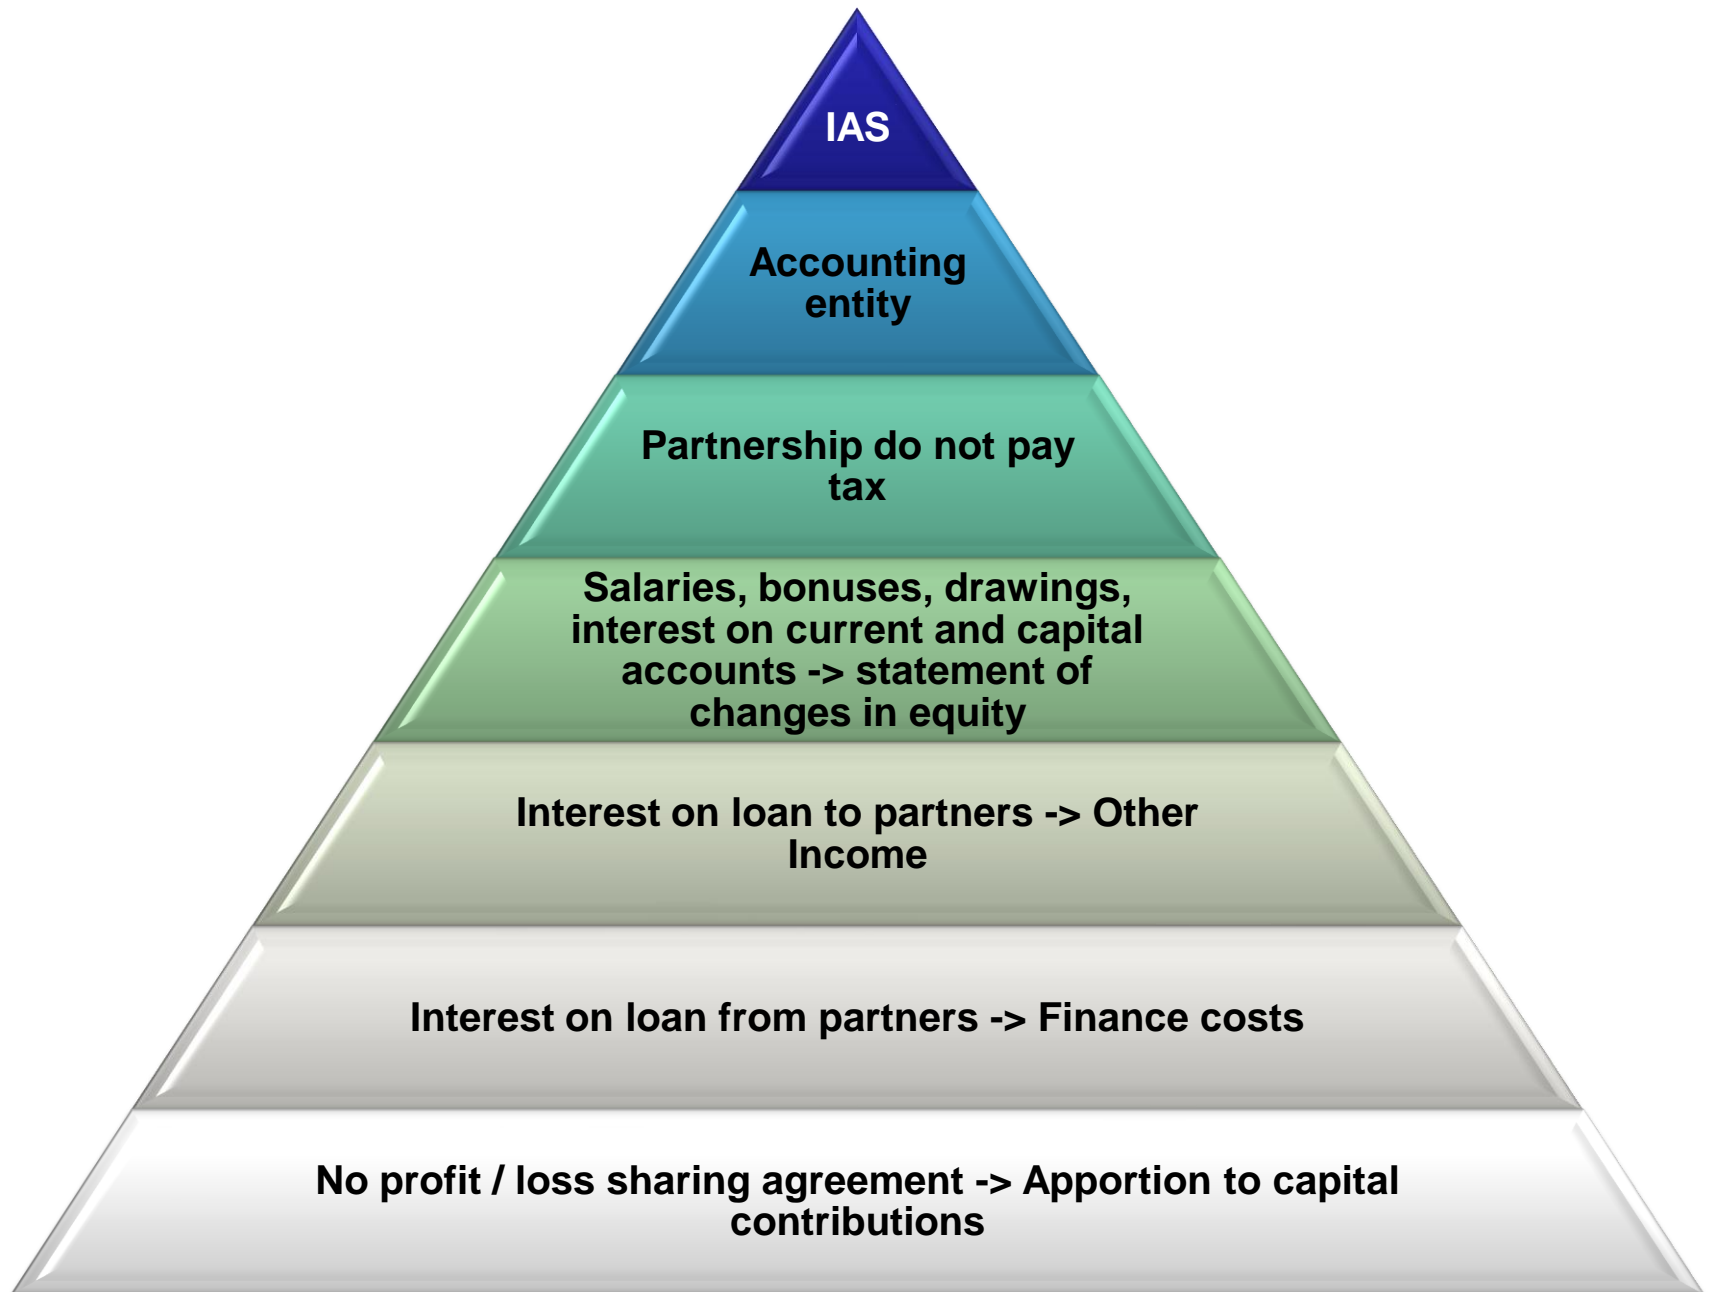 IAS
Accounting
entity
Partnership do not pay
tax
Salaries, bonuses, drawings,
interest on current and capital
accounts -> statement of
changes in equity
Interest on loan to partners -> Other
Income
Interest on loan from partners -> Finance costs
No profit / loss sharing agreement -> Apportion to capital
contributions